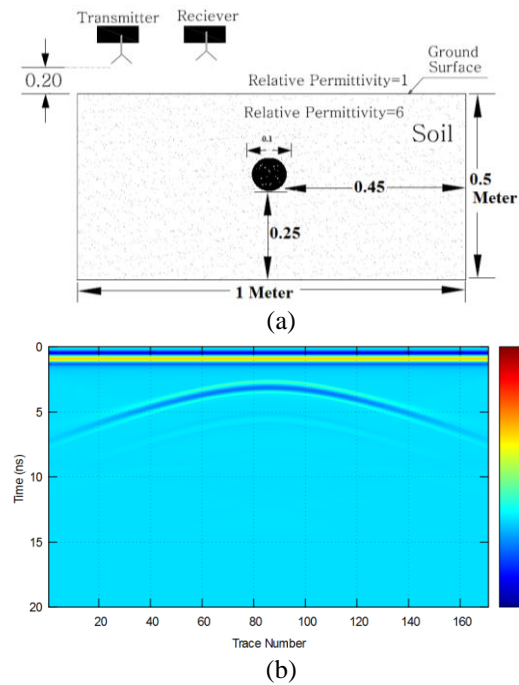 Transmitter Reciever
0.20
Ground
Surface
Relative Permittivity=1
Relative Permittivity=6
Soil
0.1
0.45
0.5
Meter
0.25
1 Meter
(a)
0
5
10
15
20
Time (ns)
20 40 60 80 100 120 140 160
Trace Number
(b)